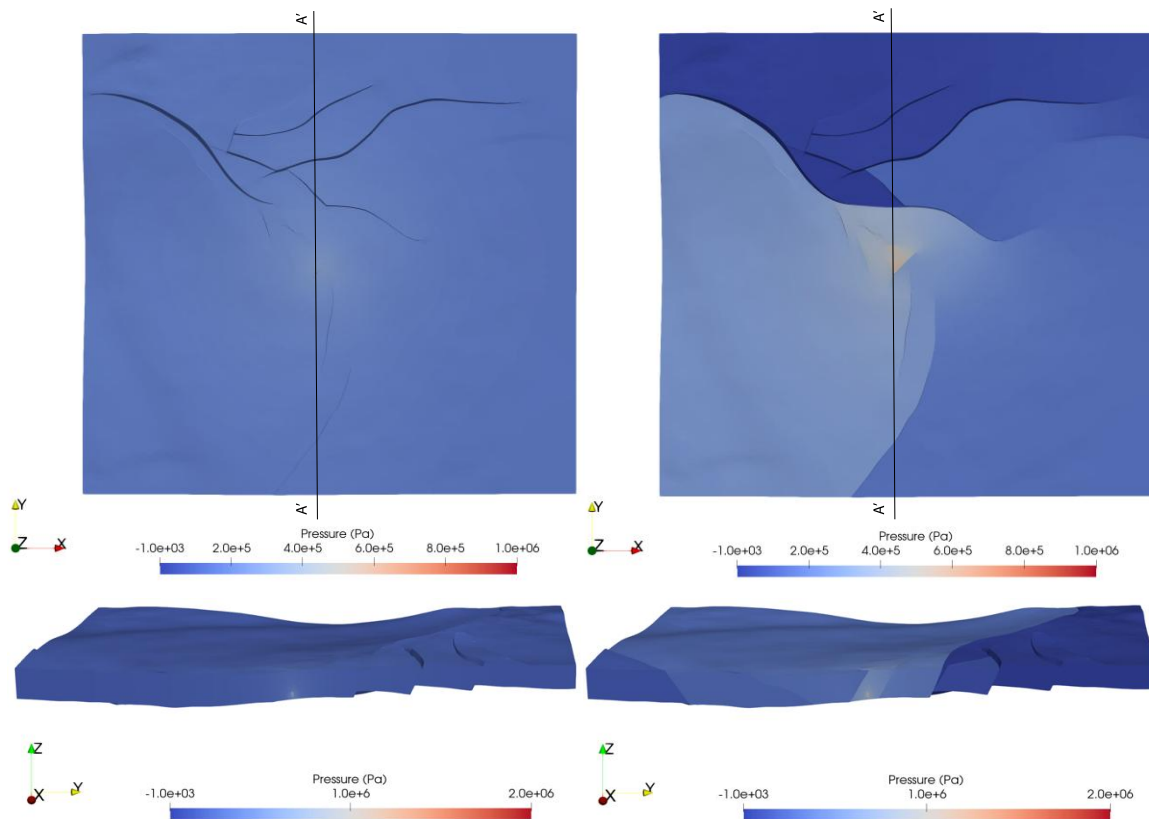 A' A'
A' A'
Y Y
Z X Z X
Pressure (Pa) Pressure (Pa)
-1.0e+03 2.0e+5 4.0e+5 6.0e+5 8.0e+5 1.0e+06 -1.0e+03 2.0e+5 4.0e+5 6.0e+5 8.0e+5 1.0e+06
Z Z
X Y X Y
Pressure (Pa) Pressure (Pa)
-1.0e+03 1.0e+6 2.0e+06 -1.0e+03 1.0e+6 2.0e+06